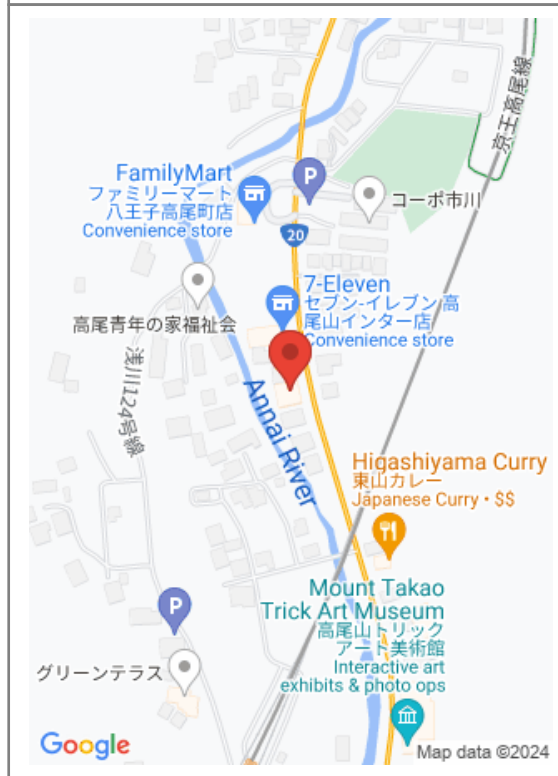 京王高尾線
FamilyMart
ファミリーマート
八王子高尾町店
Convenience store
P
コーポ市川
20
7-Eleven
セブン-イレブン 高
尾山インター店
Convenience store
高尾青年の家福祉会
浅川124号線
Annai River
Higashiyama Curry
東山カレー
Japanese Curry • $$
Mount Takao
Trick Art Museum
高尾山トリック
アート美術館
Interactive art
exhibits & photo ops
P
グリーンテラス
Google
Map data ©2024